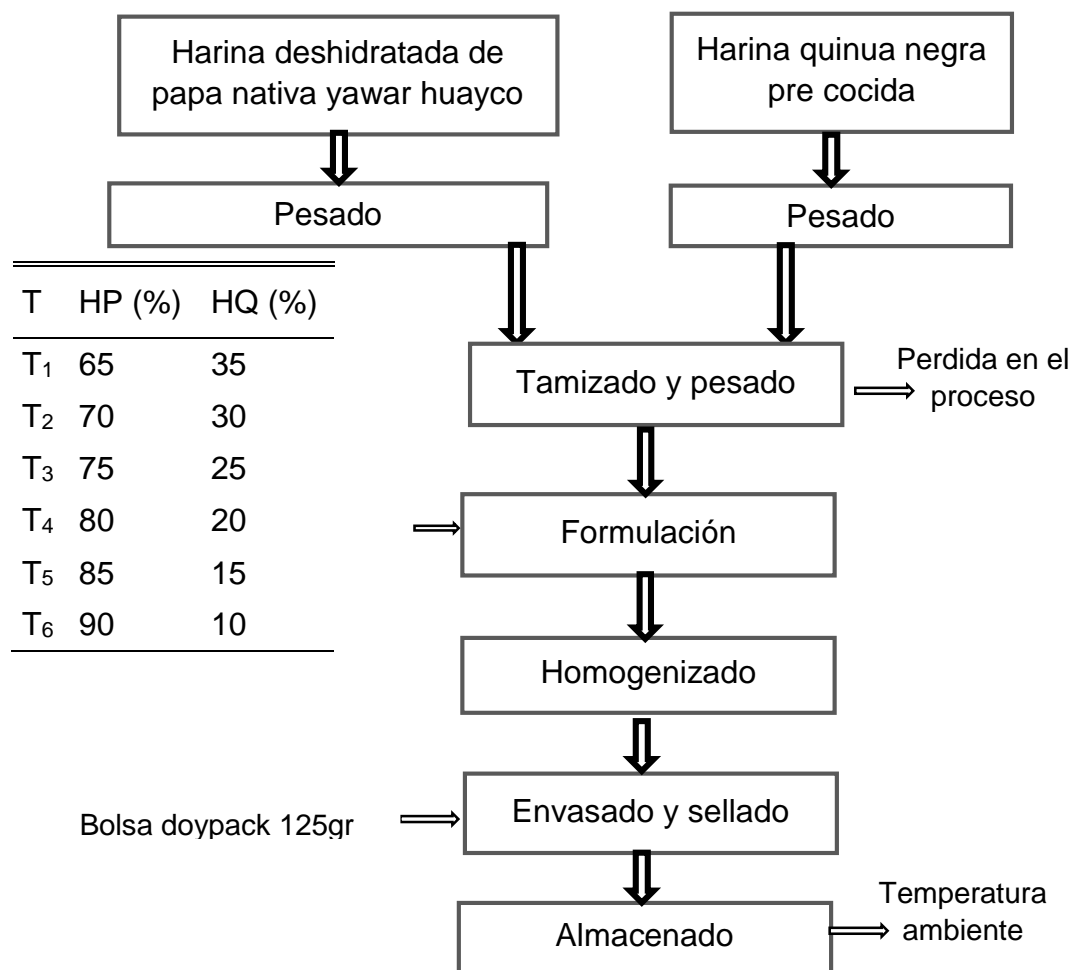 Harina deshidratada de
papa nativa yawar huayco
Harina quinua negra
pre cocida
Pesado
Pesado
T HP (%) HQ (%)
T1 65 35
T2 70 30
T3 75 25
T4 80 20
T5 85 15
T6 90 10
Tamizado y pesado
Perdida en el
proceso
Formulación
Homogenizado
Bolsa doypack 125gr
Envasado y sellado
Almacenado
Temperatura
ambiente